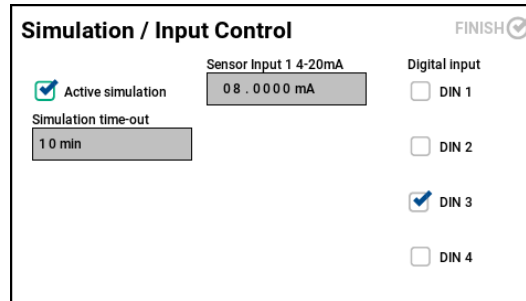 Simulation / Input Control
FINISH
Sensor Input 1 4-20mA
Digital input
Active simulation
08.0000 mA
DIN 1
Simulation time-out
10 min
DIN 2
DIN 3
DIN 4